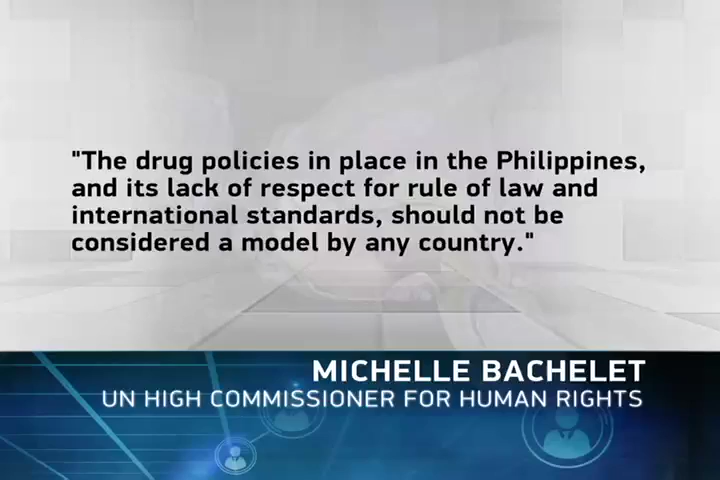 "The drug policies in place in the Philippines,
and its lack of respect for rule of law and
international standards, should not be
considered a model by any country."
MICHELLE BACHELET
UN HIGH COMMISSIONER FOR HUMAN RIGHTS